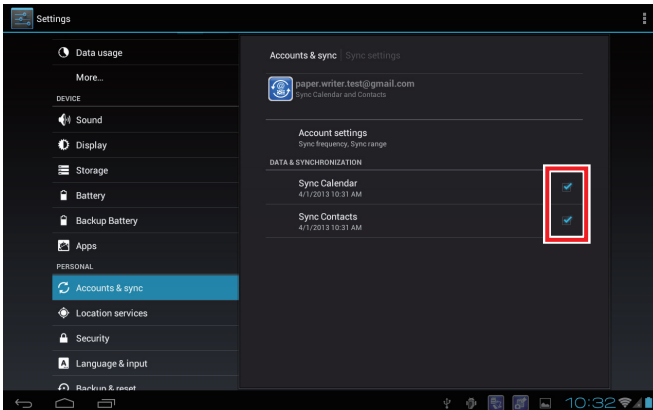 Settings
Data usage
More...
DEVICE
Sound
Display
Storage
Battery
Backup Battery
Apps
PERSONAL
Accounts & sync
Location services
Security
A Language & input
Backup & reset
Accounts & sync Sync settings
paper.writer.test@gmail.com
Sync Calendar and Contacts
Account settings
Sync frequency, Sync range
DATA & SYNCHRONIZATION
Sync Calendar
4/1/2013 10:31 AM
Sync Contacts
4/1/2013 10:31 AM
10:32